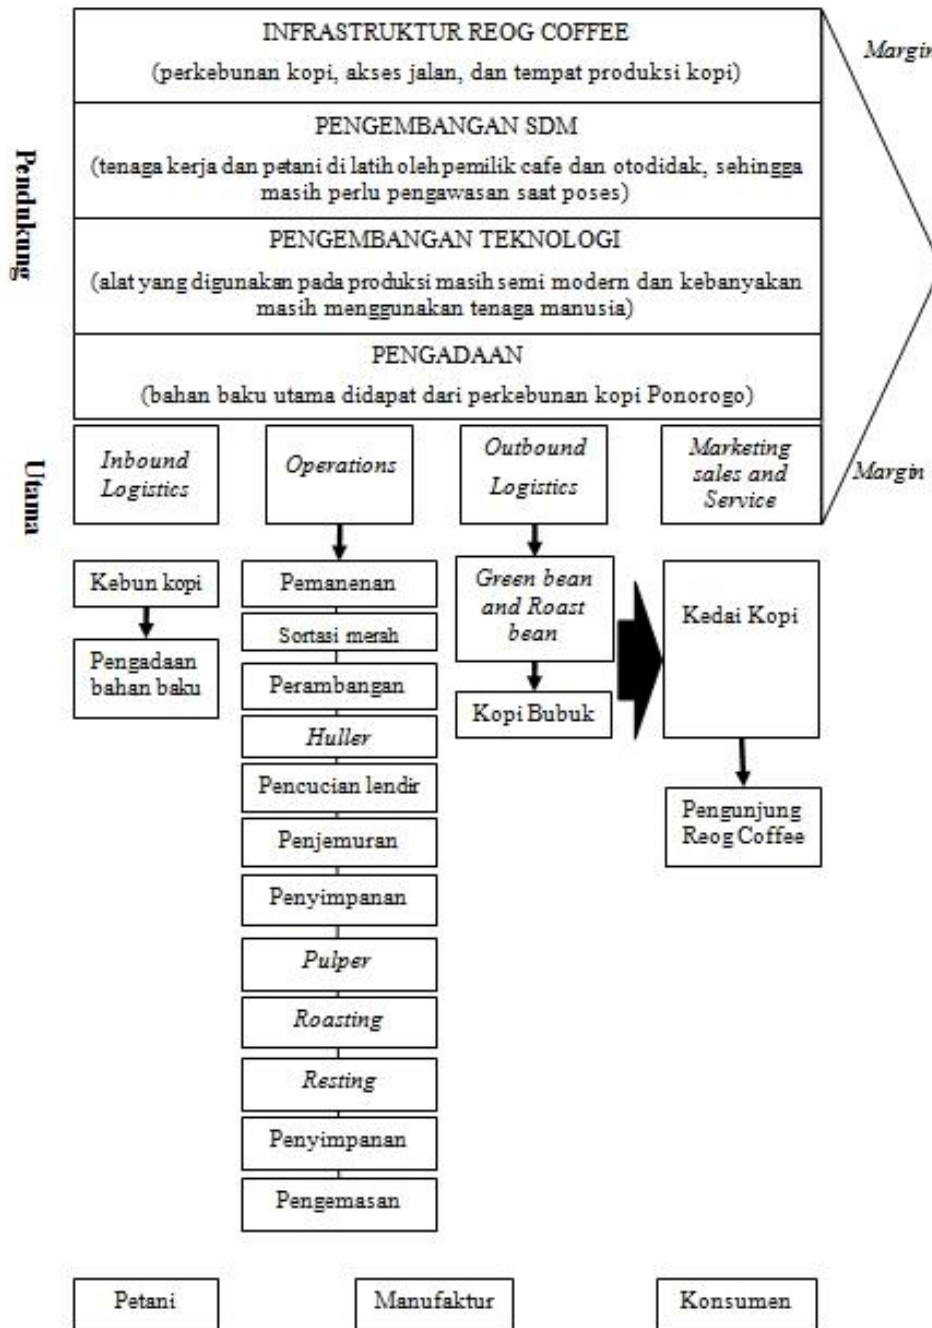 INFRASTRUKTUR REOG COFFEE
(perkebunan kopi, akses jalan, dan tempat produksi kopi)
Margin
PENGEMBANGAN SDM
(tenaga kerja dan petani di latih oleh pemilik cafe dan otodidak, sehingga
masih perlu pengawasan saat poses)
Pendukung
PENGEMBANGAN TEKNOLOGI
(alat yang digunakan pada produksi masih semi modern dan kebanyakan
masih menggunakan tenaga manusia)
PENGADAAN
(bahan baku utama didapat dari perkebunan kopi Ponorogo)
Utama
Inbound
Logistics
Operations
Outbound
Logistics
Marketing
sales and
Service
Margin
Kebun kopi
Pengadaan
bahan baku
Pemanenan
Sortasi merah
Perambangan
Huller
Pencucian lendir
Penjemuran
Penyimpanan
Pulper
Roasting
Resting
Penyimpanan
Pengemasan
Green bean
and Roast
bean
Kopi Bubuk
Kedai Kopi
Pengunjung
Reog Coffee
Petani
Manufaktur
Konsumen